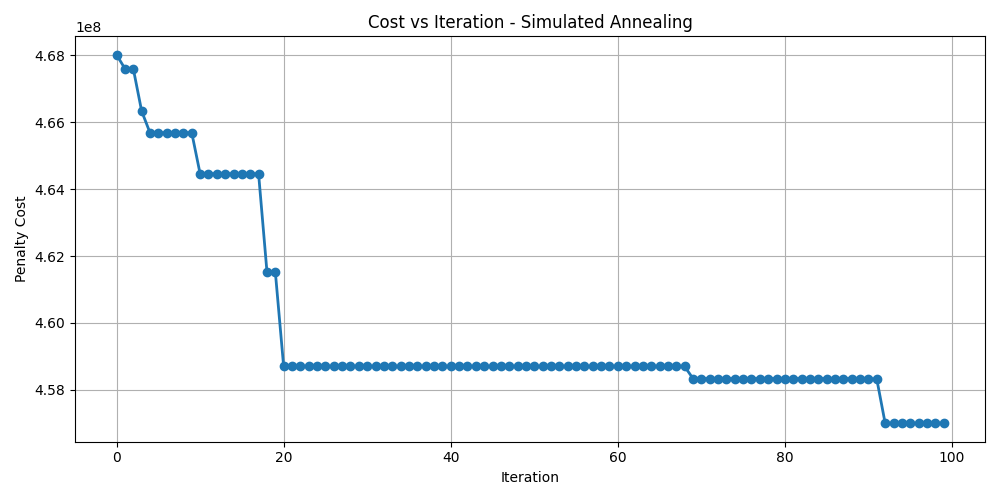 Cost vs Iteration - Simulated Annealing
1e8
4.68
4.66
4.64
4.62
4.60
4.58
Penalty Cost
0 20 40 60 80 100
Iteration